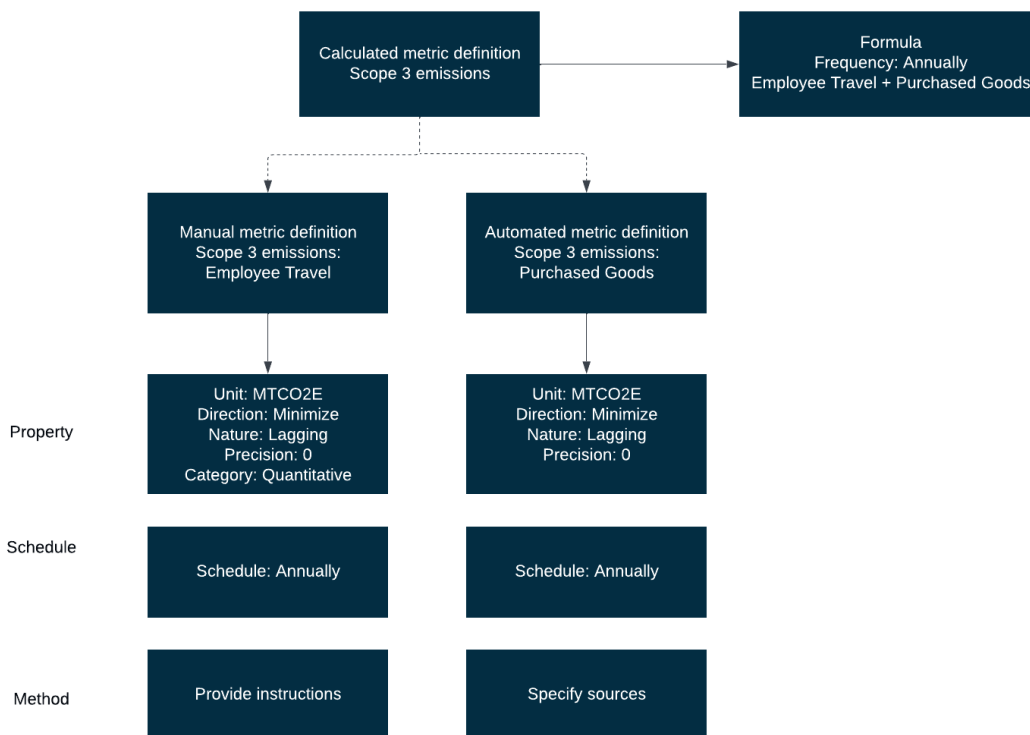 Calculated metric definition
Scope 3 emissions
Formula
Frequency: Annually
Employee Travel + Purchased Goods
Manual metric definition
Scope 3 emissions:
Employee Travel
Automated metric definition
Scope 3 emissions:
Purchased Goods
Property
Unit: MTCO2E
Direction: Minimize
Nature: Lagging
Precision: 0
Category: Quantitative
Unit: MTCO2E
Direction: Minimize
Nature: Lagging
Precision: 0
Schedule
Schedule: Annually
Schedule: Annually
Method
Provide instructions
Specify sources